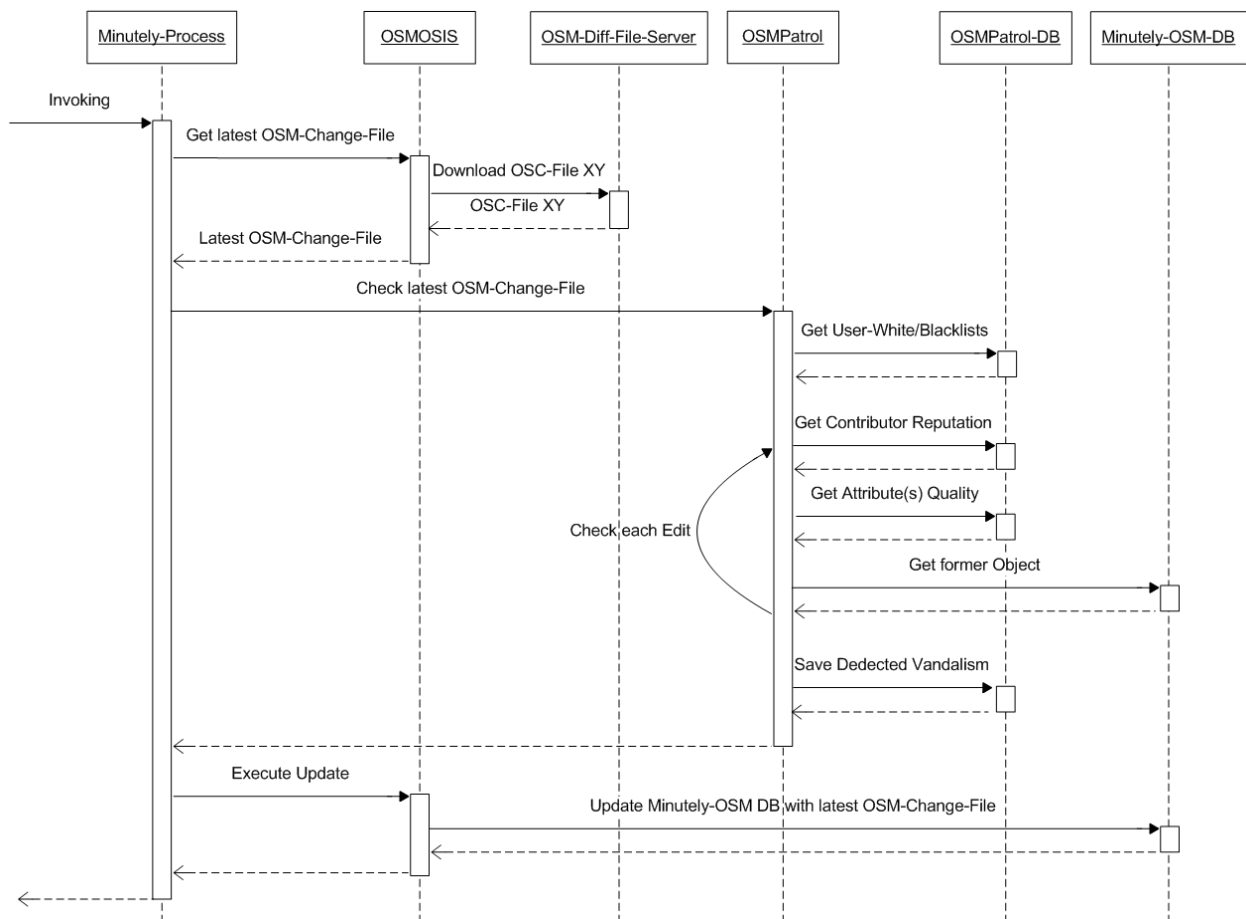 Minutely-Process
OSMOSIS
OSM-Diff-File-Server
OSMPatrol
OSMPatrol-DB
Minutely-OSM-DB
Invoking
Get latest OSM-Change-File
Download OSC-File XY
OSC-File XY
Latest OSM-Change-File
Check latest OSM-Change-File
Get User-White/Blacklists
Get Contributor Reputation
Get Attribute(s) Quality
Check each Edit
Get former Object
Save Dedected Vandalism
Execute Update
Update Minutely-OSM DB with latest OSM-Change-File